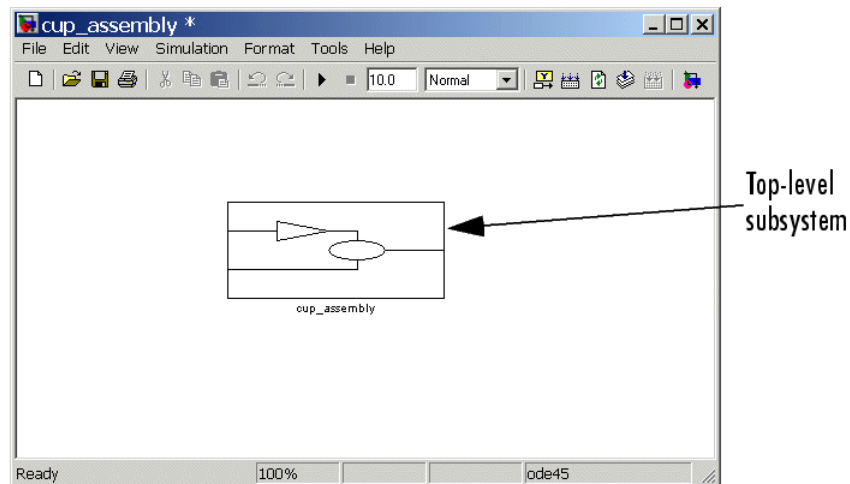 cup_assembly *
File Edit View Simulation Format Tools Help
10.0 Normal
Top-level
subsystem
cup_assembly
Ready 100% ode45